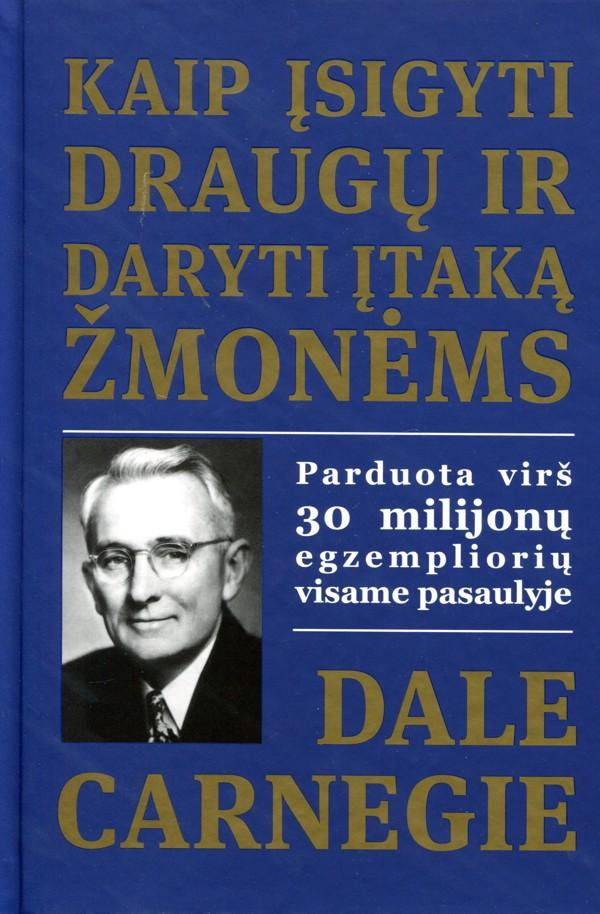 KAIP ĮSIGYTI
DRAUGŲ IR
DARYTI ĮTAKĄ
ŽMONĖMS
Parduota virš
30 milijonų
egzempliorių
visame pasaulyje
DALE
CARNEGIE